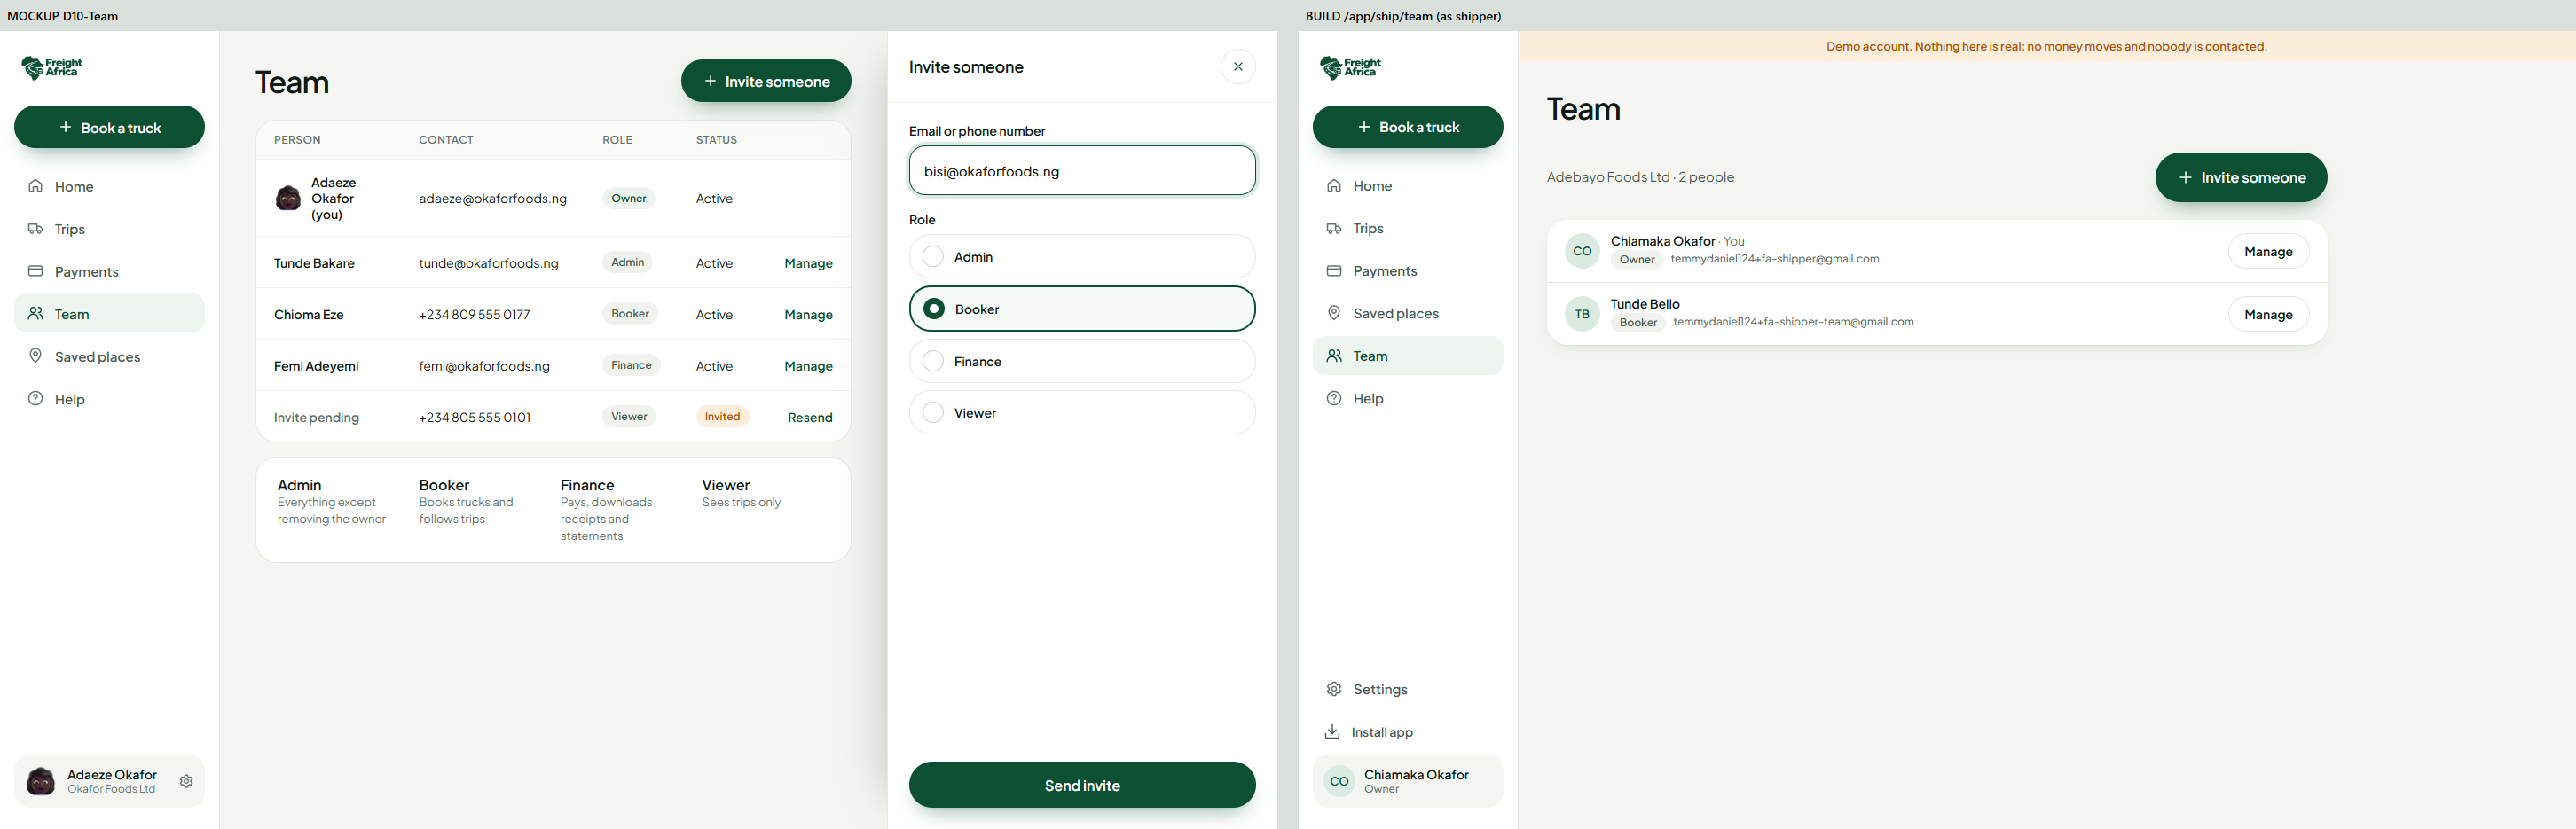 MOCKUP D10-Team
Freight
Africa
+ Book a truck
Home
Trips
Payments
Team
Saved places
Help
Adaeze Okafor
Okafor Foods Ltd
Team
+ Invite someone
PERSON CONTACT ROLE STATUS
Adaeze
Okafor
(you)
adaeze@okaforfoods.ng Owner Active
Tunde Bakare tunde@okaforfoods.ng Admin Active Manage
Chioma Eze +234 809 555 0177 Booker Active Manage
Femi Adeyemi femi@okaforfoods.ng Finance Active Manage
Invite pending +234 805 555 0101 Viewer Invited Resend
Admin
Everything except
removing the owner
Booker
Books trucks and
follows trips
Finance
Pays, downloads
receipts and
statements
Viewer
Sees trips only
Invite someone
Email or phone number
bisi@okaforfoods.ng
Role
Admin
Booker
Finance
Viewer
Send invite
BUILD /app/ship/team (as shipper)
Freight
Africa
+ Book a truck
Home
Trips
Payments
Saved places
Team
Help
Settings
Install app
CO
Chiamaka Okafor
Owner
Demo account. Nothing here is real: no money moves and nobody is contacted.
Team
Adebayo Foods Ltd · 2 people
+ Invite someone
CO
Chiamaka Okafor · You
Owner temmydaniel124+fa-shipper@gmail.com
Manage
TB
Tunde Bello
Booker temmydaniel124+fa-shipper-team@gmail.com
Manage